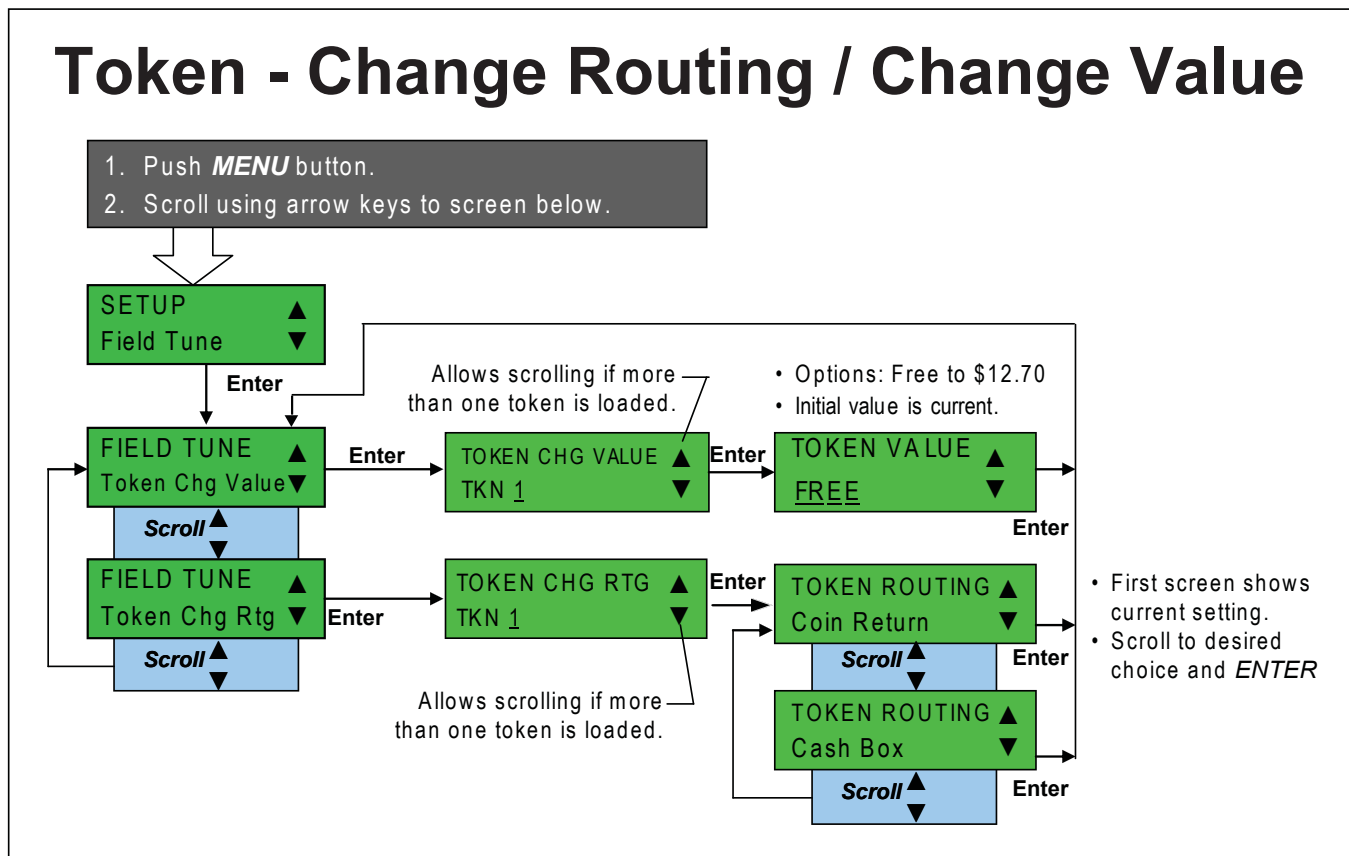 Token - Change Routing / Change Value
1. Push MENU button.
2. Scroll using arrow keys to screen below.
SETUP ▲
Field Tune ▼
Enter
Allows scrolling if more
than one token is loaded.
• Options: Free to $12.70
• Initial value is current.
FIELD TUNE ▲
Token Chg Value ▼
Enter
TOKEN CHG VALUE ▲
TKN 1 ▼
Enter
TOKEN VALUE ▲
FREE ▼
Enter
Scroll ▲
▼
FIELD TUNE ▲
Token Chg Rtg ▼
Enter
TOKEN CHG RTG ▲
TKN 1 ▼
Enter
TOKEN ROUTING ▲
Coin Return ▼
Enter
• First screen shows
current setting.
• Scroll to desired
choice and ENTER
Scroll ▲
▼
Allows scrolling if more
than one token is loaded.
Scroll ▲
▼
TOKEN ROUTING ▲
Cash Box ▼
Enter
Scroll ▲
▼